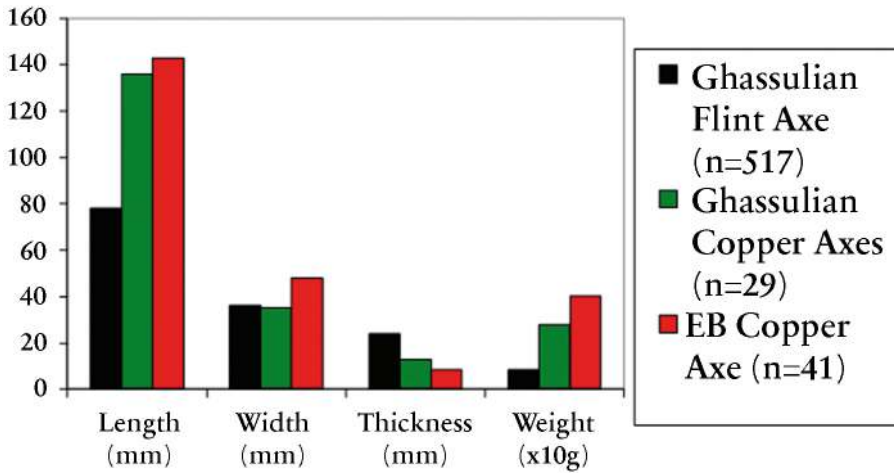 160
140
120
160
80
60
40
20
0
Length
(mm)
Width
(mm)
Thickness
(mm)
Weight
(x10g)
Ghassulian
Flint Axe
(n=517)
Ghassulian
Copper Axes
(n=29)
EB Copper
Axe (n=41)